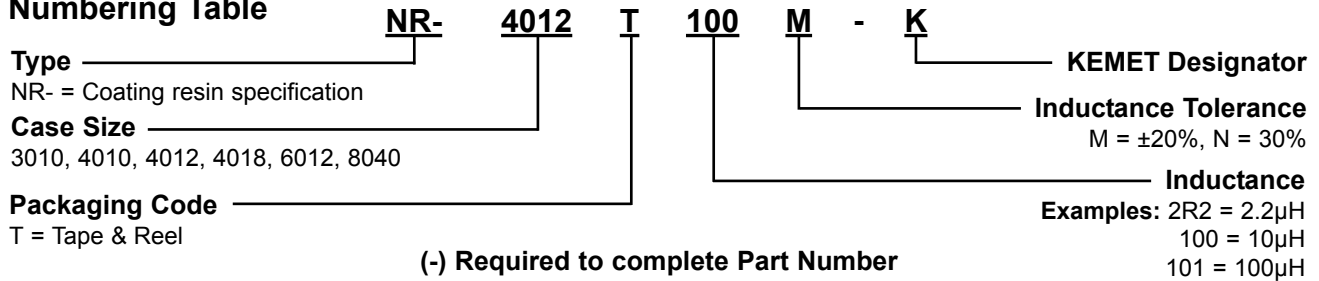 Numbering Table
NR- 4012 T 100 M - K
Type
NR- = Coating resin specification
Case Size
3010, 4010, 4012, 4018, 6012, 8040
Packaging Code
T = Tape & Reel
KEMET Designator
Inductance Tolerance
M = ±20%, N = 30%
Inductance
Examples: 2R2 = 2.2µH
100 = 10µH
101 = 100µH
(-) Required to complete Part Number